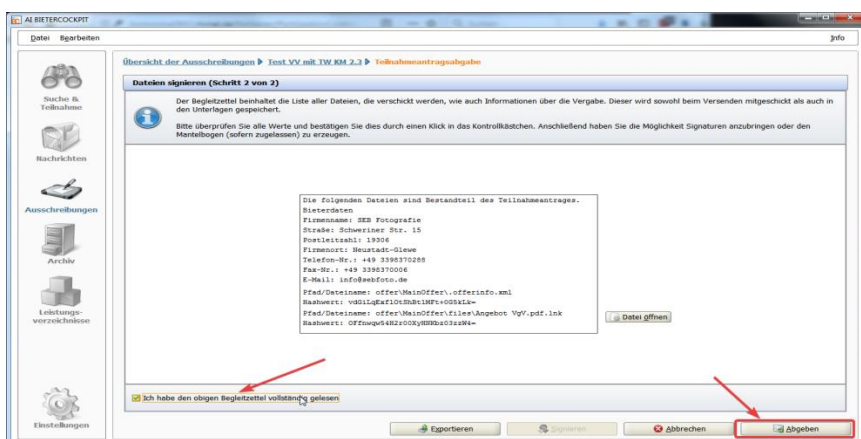 AI BIETERCOCKPIT
Datei Bearbeiten Info
Übersicht der Ausschreibungen Test VV mit TW KM 2.3 Teilnahmeantragsabgabe
Dateien signieren (Schritt 2 von 2)
Der Begleitzettel beinhaltet die Liste aller Dateien, die verschickt werden, wie auch Informationen über die Vergabe. Dieser wird sowohl beim Versenden mitgeschickt als auch in
den Unterlagen gespeichert.
Bitte überprüfen Sie alle Werte und bestätigen Sie dies durch einen Klick in das Kontrollkästchen. Anschließend haben Sie die Möglichkeit Signaturen anzubringen oder den
Mantelbogen (sofern zugelassen) zu erzeugen.
Suche &
Teilnahme
Nachrichten
Ausschreibungen
Archiv
Leistungs-
verzeichnisse
Einstellungen
Die folgenden Dateien sind Bestandteil des Teilnahmeantrages.
Bieterdaten
Firmenname: SEB Fotografie
Straße: Schweriner Str. 15
Postleitzahl: 19306
Firmenort: Neustadt-Glewe
Telefon-Nr.: +49 3398370288
Fax-Nr.: +49 3398370006
E-Mail: info@sebfoto.de
Pfad/Dateiname: offer\MainOffer\.offerinfo.xml
Hashwert:
Pfad/Dateiname: offer\MainOffer\files\Angebot VgV.pdf.lnk
Hashwert:
Datei öffnen
Ich habe den obigen Begleitzettel vollständig gelesen
Exportieren Signieren Abbrechen Abgeben